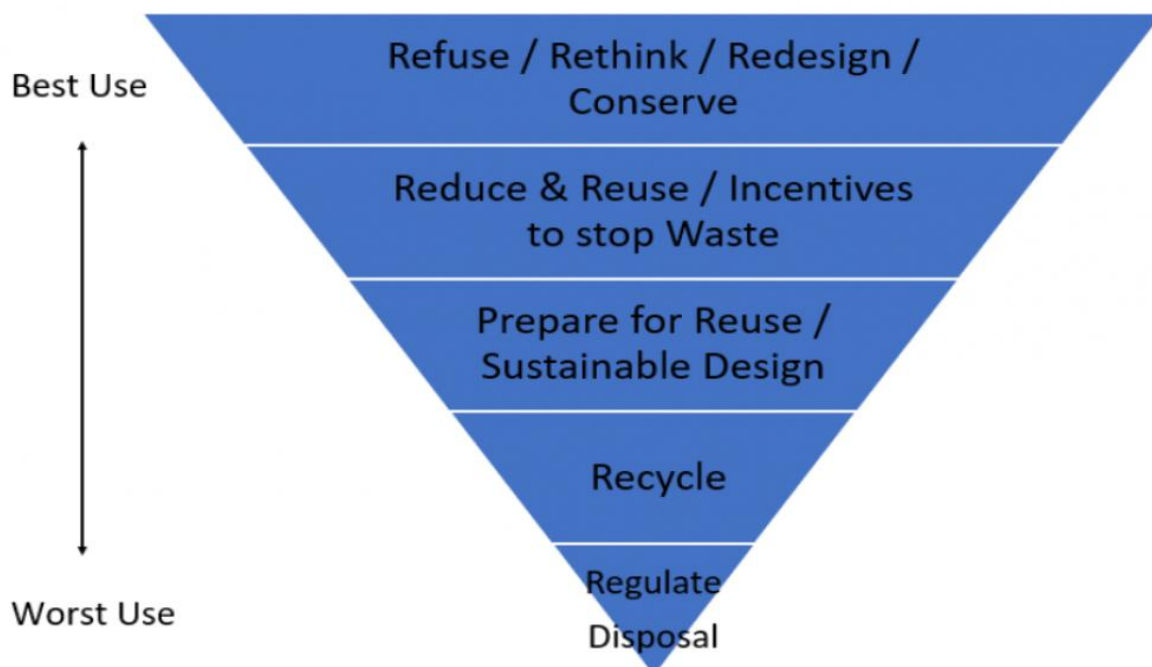 Best Use
Refuse / Rethink / Redesign /
Conserve
Reduce & Reuse / Incentives
to stop Waste
Prepare for Reuse /
Sustainable Design
Recycle
Worst Use
Regulate
Disposal